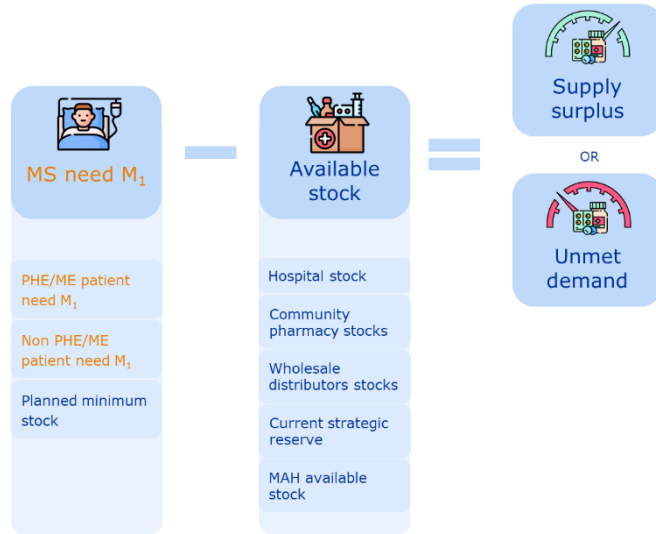 MS need M₁
PHE/ME patient
need M₁
Non PHE/ME
patient need M₁
Planned minimum
stock
Available
stock
Hospital stock
Community
pharmacy stocks
Wholesale
distributors stocks
Current strategic
reserve
MAH available
stock
Supply
surplus
OR
Unmet
demand